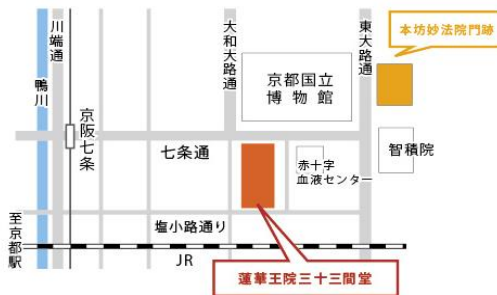 川端通
大和大路通
東大路通
本坊妙法院門跡
鴨川
京阪七条
京都国立
博物館
七条通
赤十字
血液センター
智積院
塩小路通り
至京都駅
JR
蓮華王院三十三間堂